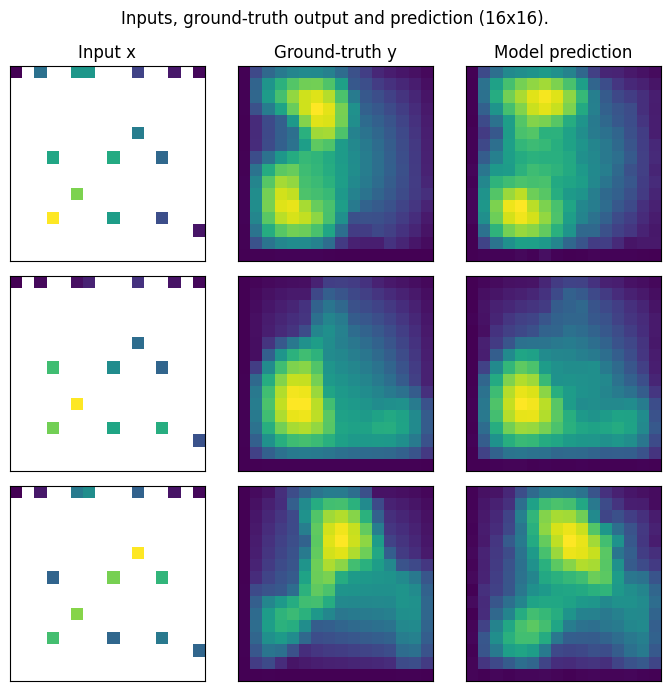 Inputs, ground-truth output and prediction (16x16).
Input x
Ground-truth y
Model prediction